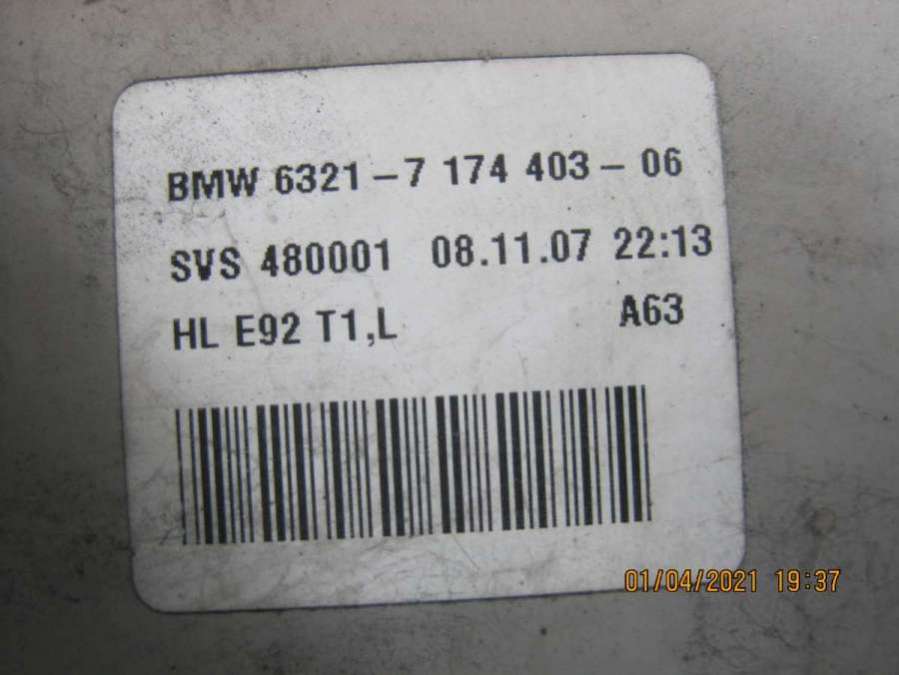 BMW 6321-7 174 403-06
SVS 480001 08.11.07 22:13
HL E92 T1,L A63
01/04/2021 19:37